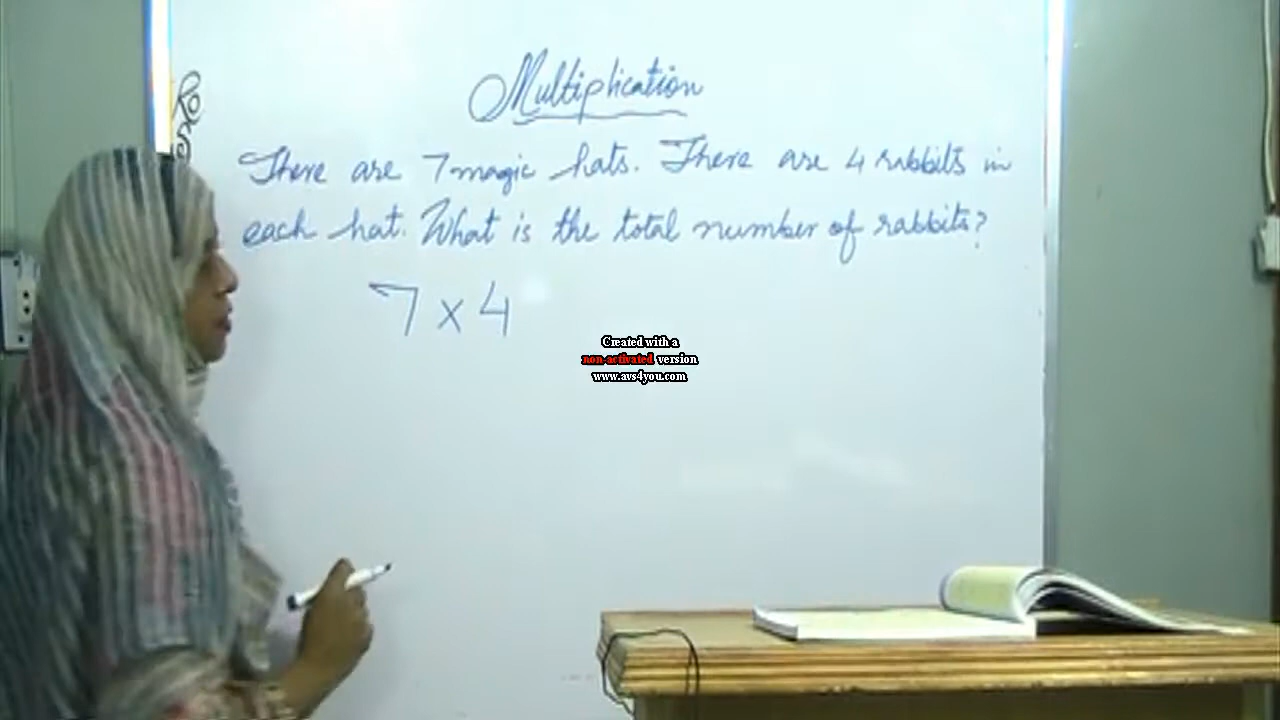 Multiplication
There are 7 magic hats. There are 4 rabbits in
each hat. What is the total number of rabbits?
7 x 4
Created with a
non-activated version
www.avs4you.com